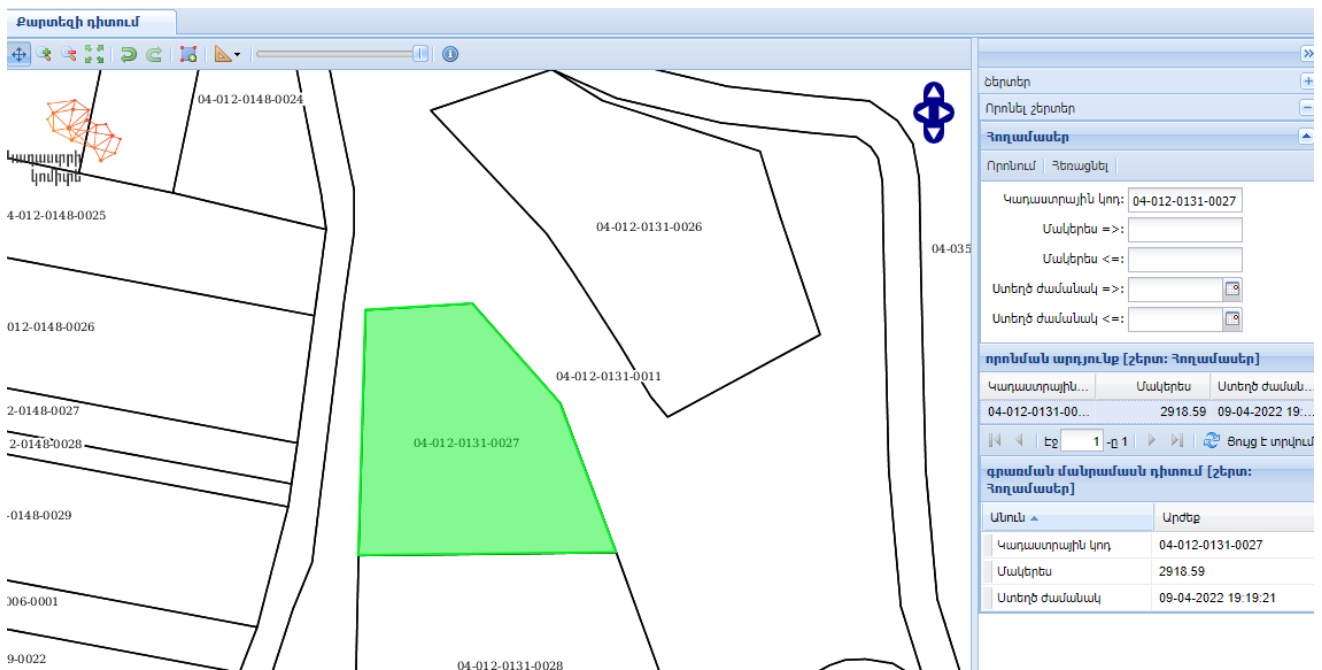 Քարտեզի դիտում
04-012-0148-0024
Կադաստրի
կոմիտե
4-012-0148-0025
04-012-0131-0026
04-035
012-0148-0026
04-012-0131-0011
2-0148-0027
2-0148-0028
04-012-0131-0027
-0148-0029
006-0001
9-0022
04-012-0131-0028
Շերտեր
Որոնել շերտեր
Հողամասեր
Որոնում Հեռացնել
Կադաստրային կոդ: 04-012-0131-0027
Մակերես =>:
Մակերես <=:
Ստեղծ ժամանակ =>:
Ստեղծ ժամանակ <=:
որոնման արդյունք [շերտ: Հողամասեր]
Կադաստրային... Մակերես Ստեղծ ժաման...
04-012-0131-00... 2918.59 09-04-2022 19:...
Էջ 1 -ը 1 Ցույց է տրվում
գրառման մանրամասն դիտում [շերտ:
Հողամասեր]
Անուն Արժեք
Կադաստրային կոդ 04-012-0131-0027
Մակերես 2918.59
Ստեղծ ժամանակ 09-04-2022 19:19:21